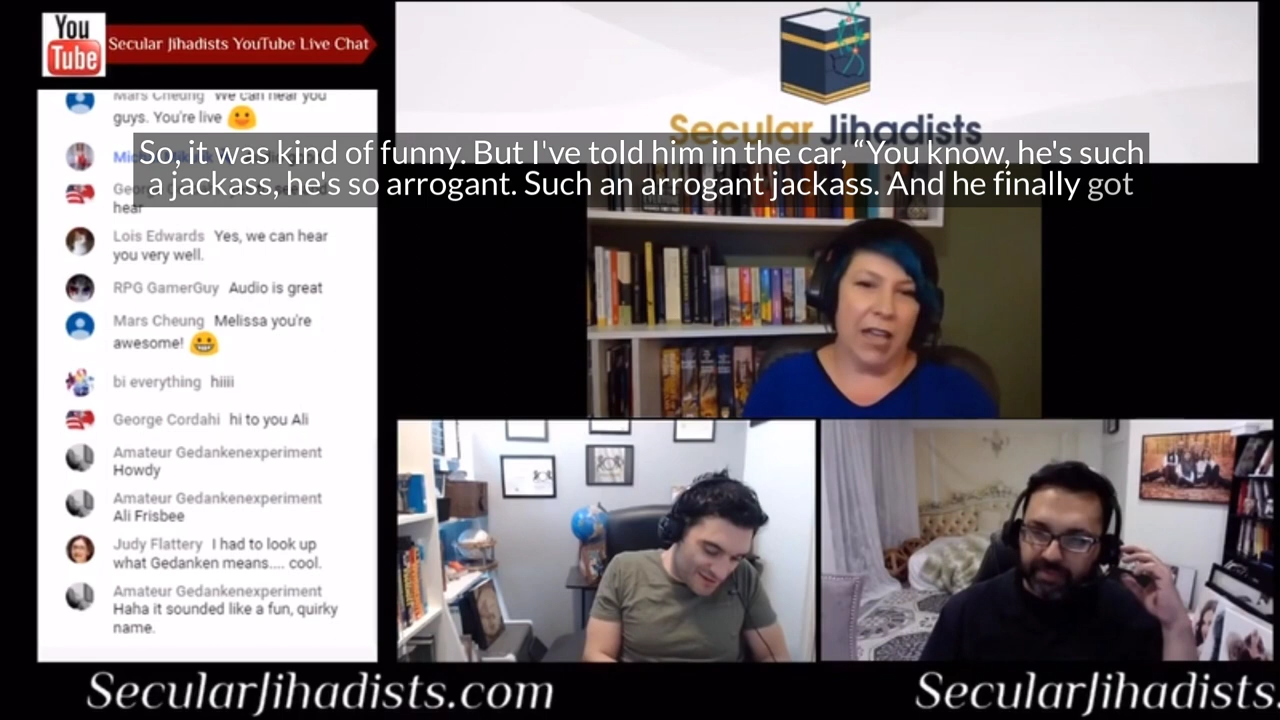 You
Tube
Secular Jihadists YouTube Live Chat
Mars Cheung We can hear you
guys. You're live
hear
Lois Edwards Yes, we can hear
you very well.
RPG GamerGuy Audio is great
Mars Cheung Melissa you're
awesome!
bi everything hiiii
George Cordahi hi to you Ali
Amateur Gedankenexperiment
Howdy
Amateur Gedankenexperiment
Ali Frisbee
Judy Flattery I had to look up
what Gedanken means.... cool.
Amateur Gedankenexperiment
Haha it sounded like a fun, quirky
name.
Secular Jihadists
So, it was kind of funny. But I've told him in the car, “You know, he's such
a jackass, he's so arrogant. Such an arrogant jackass. And he finally got
SecularJihadists.com
SecularJihadists.